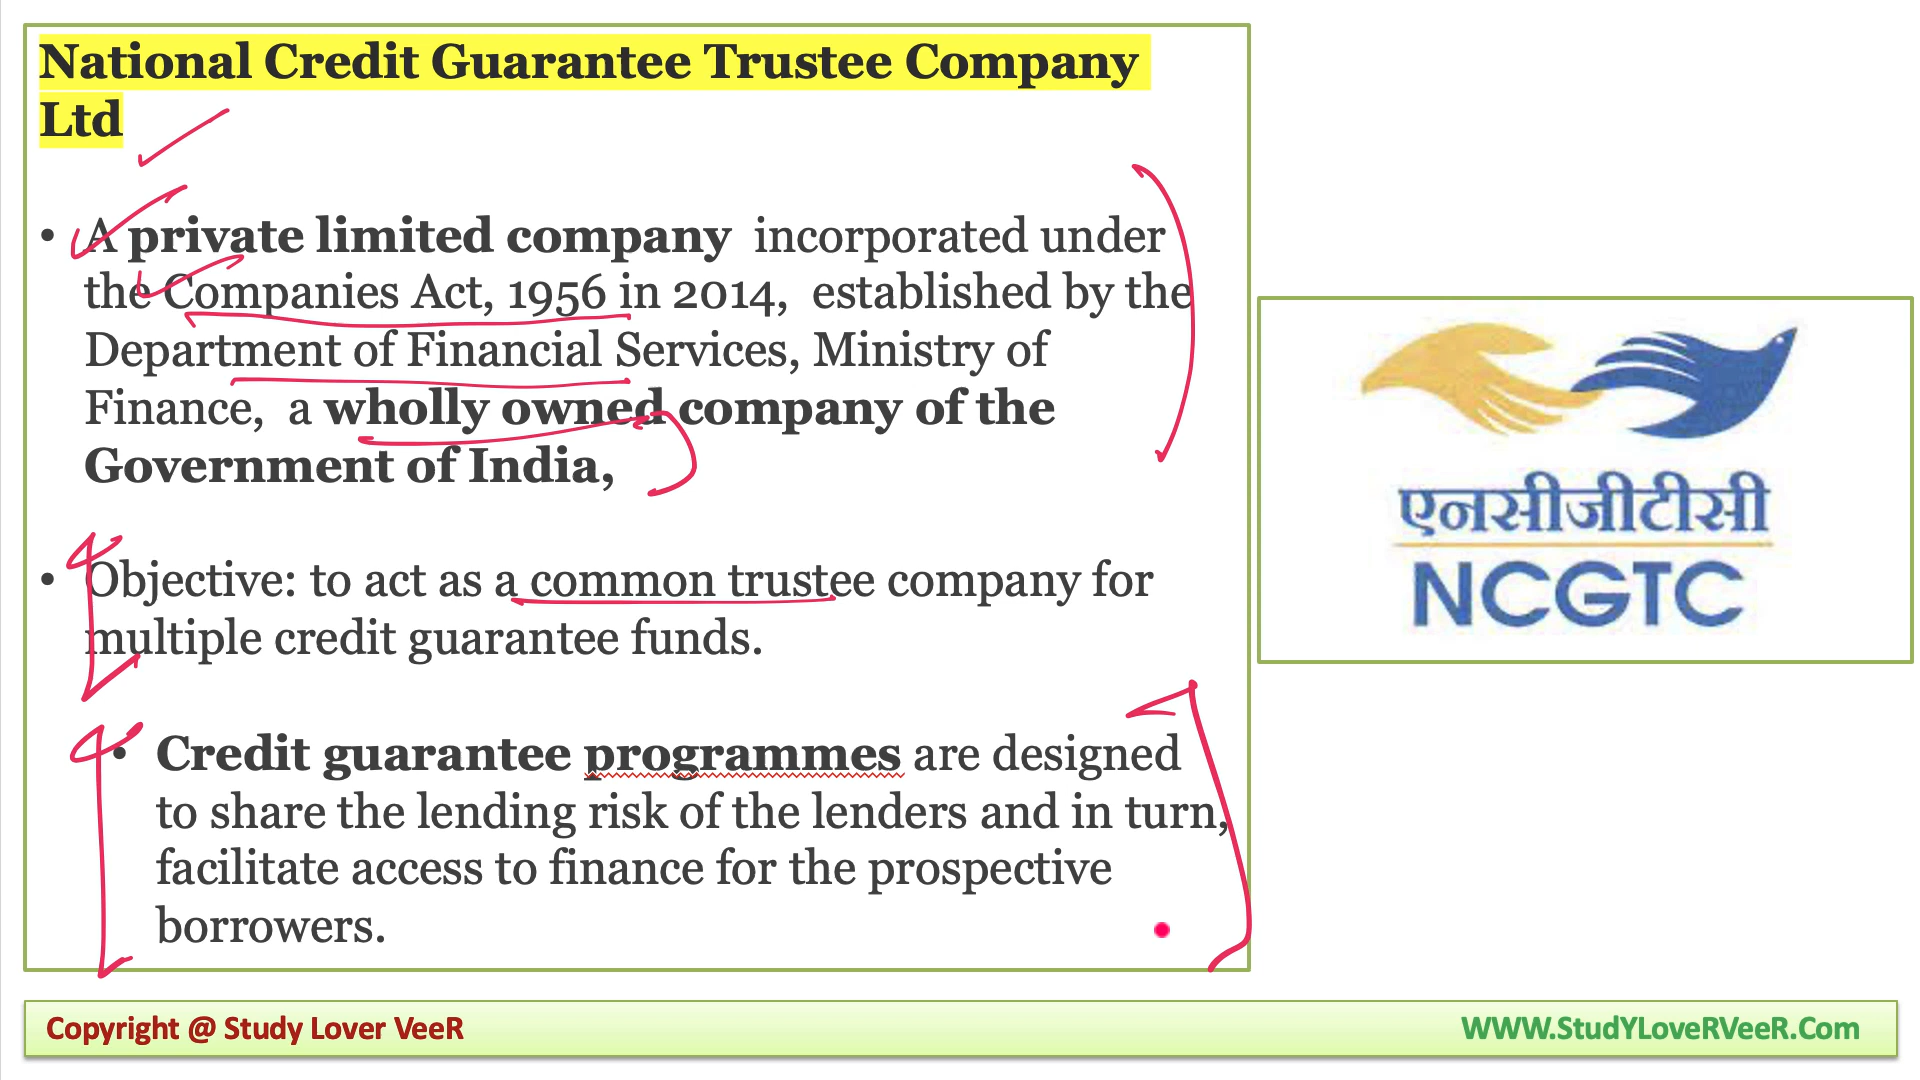 National Credit Guarantee Trustee Company
Ltd
• A private limited company incorporated under
the Companies Act, 1956 in 2014, established by the
Department of Financial Services, Ministry of
Finance, a wholly owned company of the
Government of India,
• Objective: to act as a common trustee company for
multiple credit guarantee funds.
• Credit guarantee programmes are designed
to share the lending risk of the lenders and in turn,
facilitate access to finance for the prospective
borrowers.
एनसीजीटीसी
NCGTC
Copyright @ Study Lover VeeR
WWW.StudYLoveRVeeR.Com